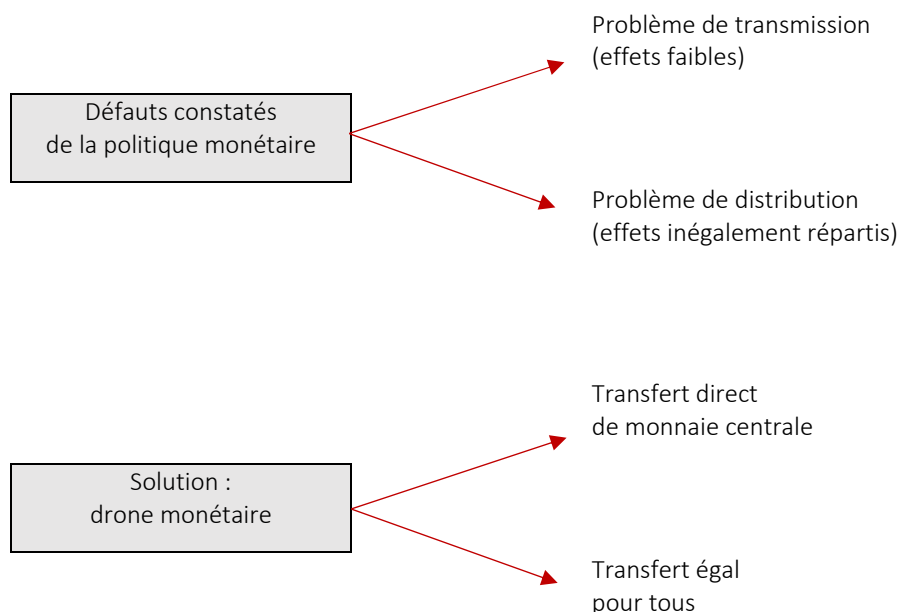 Problème de transmission
(effets faibles)
Défauts constatés
de la politique monétaire
Problème de distribution
(effets inégalement répartis)
Transfert direct
de monnaie centrale
Solution :
drone monétaire
Transfert égal
pour tous